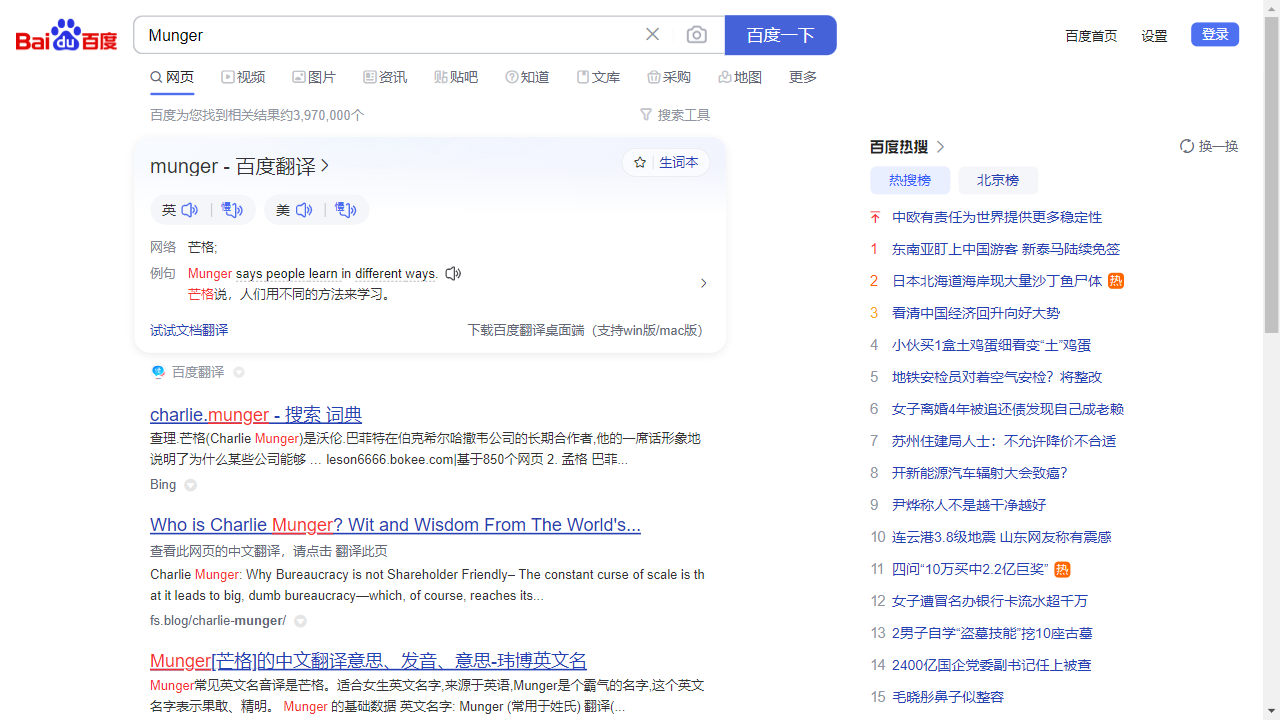 Bai du 百度
Munger
百度一下
百度首页 设置 登录
网页 视频 图片 资讯 贴吧 知道 文库 采购 地图 更多
百度为您找到相关结果约3,970,000个
搜索工具
munger - 百度翻译
生词本
英 慢 美 慢
网络 芒格;
例句 Munger says people learn in different ways.
芒格说，人们用不同的方法来学习。
试试文档翻译 下载百度翻译桌面端（支持win版/mac版）
百度翻译
charlie.munger - 搜索 词典
查理.芒格(Charlie Munger)是沃伦.巴菲特在伯克希尔哈撒韦公司的长期合作者,他的一席话形象地
说明了为什么某些公司能够 ... leson6666.bokee.com|基于850个网页 2. 孟格 巴菲...
Bing
Who is Charlie Munger? Wit and Wisdom From The World's...
查看此网页的中文翻译，请点击 翻译此页
Charlie Munger: Why Bureaucracy is not Shareholder Friendly– The constant curse of scale is th
at it leads to big, dumb bureaucracy—which, of course, reaches its...
fs.blog/charlie-munger/
Munger[芒格]的中文翻译意思、发音、意思-玮博英文名
Munger常见英文名音译是芒格。适合女生英文名字,来源于英语,Munger是个霸气的名字,这个英文
名字表示果敢、精明。 Munger 的基础数据 英文名字: Munger (常用于姓氏) 翻译(...
百度热搜 换一换
热搜榜 北京榜
中欧有责任为世界提供更多稳定性
1 东南亚盯上中国游客 新泰马陆续免签
2 日本北海道海岸现大量沙丁鱼尸体 热
3 看清中国经济回升向好大势
4 小伙买1盒土鸡蛋细看变“土”鸡蛋
5 地铁安检员对着空气安检？将整改
6 女子离婚4年被追还债发现自己成老赖
7 苏州住建局人士：不允许降价不合适
8 开新能源汽车辐射大会致癌？
9 尹烨称人不是越干净越好
10 连云港3.8级地震 山东网友称有震感
11 四问“10万买中2.2亿巨奖” 热
12 女子遭冒名办银行卡流水超千万
13 2男子自学“盗墓技能”挖10座古墓
14 2400亿国企党委副书记任上被查
15 毛晓彤鼻子似整容